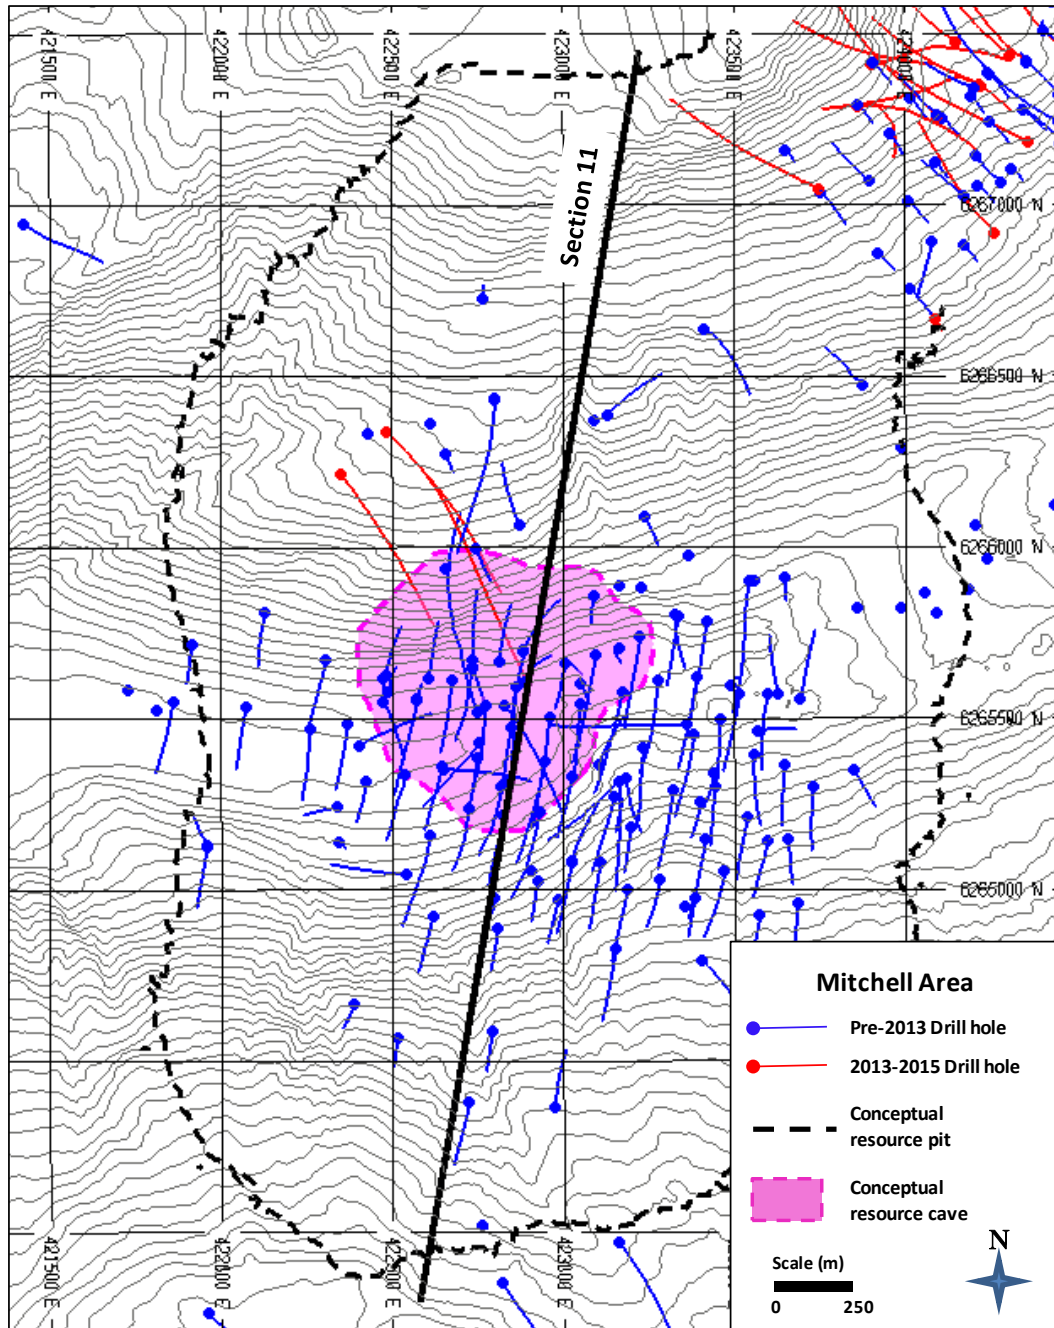 421500 E
422000 E
422500 E
423000 E
423500 E
Section 11
6267000 N
6266500 N
6266000 N
6265500 N
6265000 N
Mitchell Area
Pre-2013 Drill hole
2013-2015 Drill hole
Conceptual
resource pit
Conceptual
resource cave
Scale (m)
0 250
N
421500 E
422000 E
422500 E
423000 E